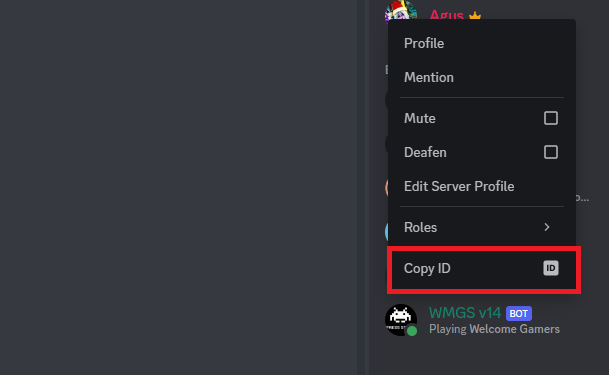 Agus
Profile
Mention
Mute
Deafen
Edit Server Profile
Roles
Copy ID
ID
WMGS v14 BOT
Playing Welcome Gamers